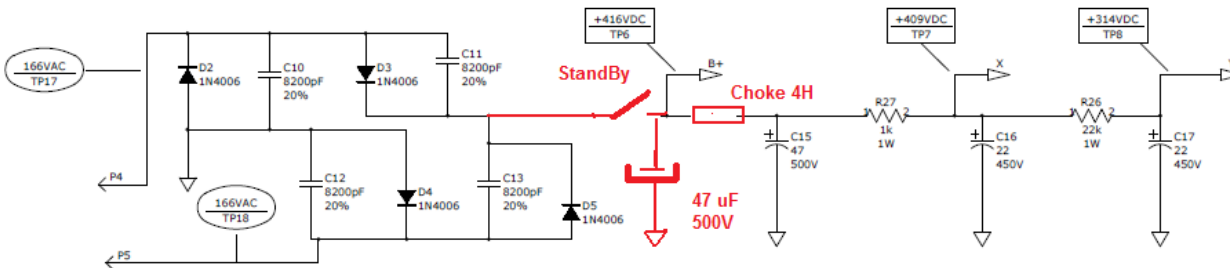 166VAC
TP17
D2
1N4006
C10
8200pF
20%
D3
1N4006
C11
8200pF
20%
StandBy
+416VDC
TP6
B+
Choke 4H
+409VDC
TP7
X
+314VDC
TP8
1
R27
2
1k
1W
1
R26
2
22k
1W
+
C15
47
500V
+
C16
22
450V
+
C17
22
450V
P4
166VAC
TP18
C12
8200pF
20%
D4
1N4006
C13
8200pF
20%
D5
1N4006
47 uF
500V
P5